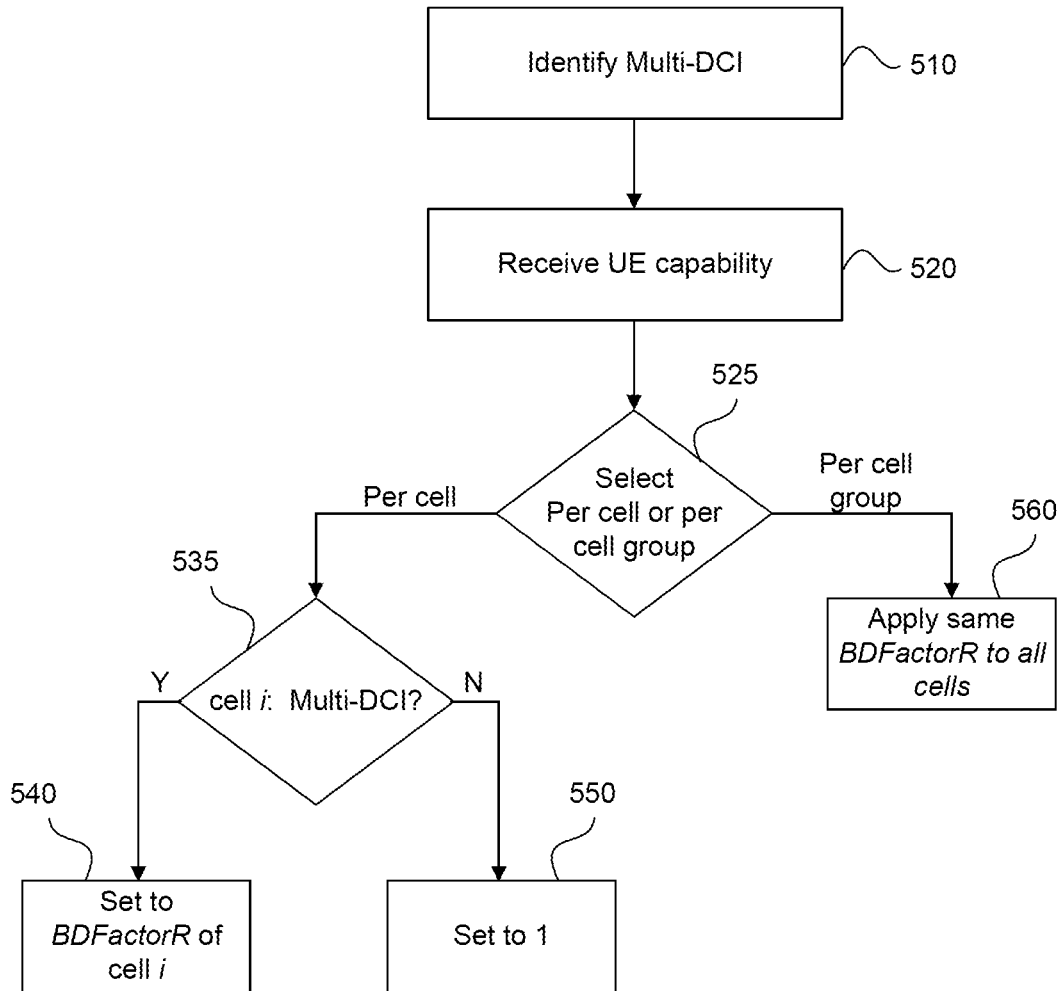 Identify Multi-DCI
510
Receive UE capability
520
525
Select
Per cell or per
cell group
Per cell
Per cell
group
560
Apply same
BDFactorR to all
cells
535
cell i: Multi-DCI?
Y
N
540
Set to
BDFactorR of
cell i
550
Set to 1